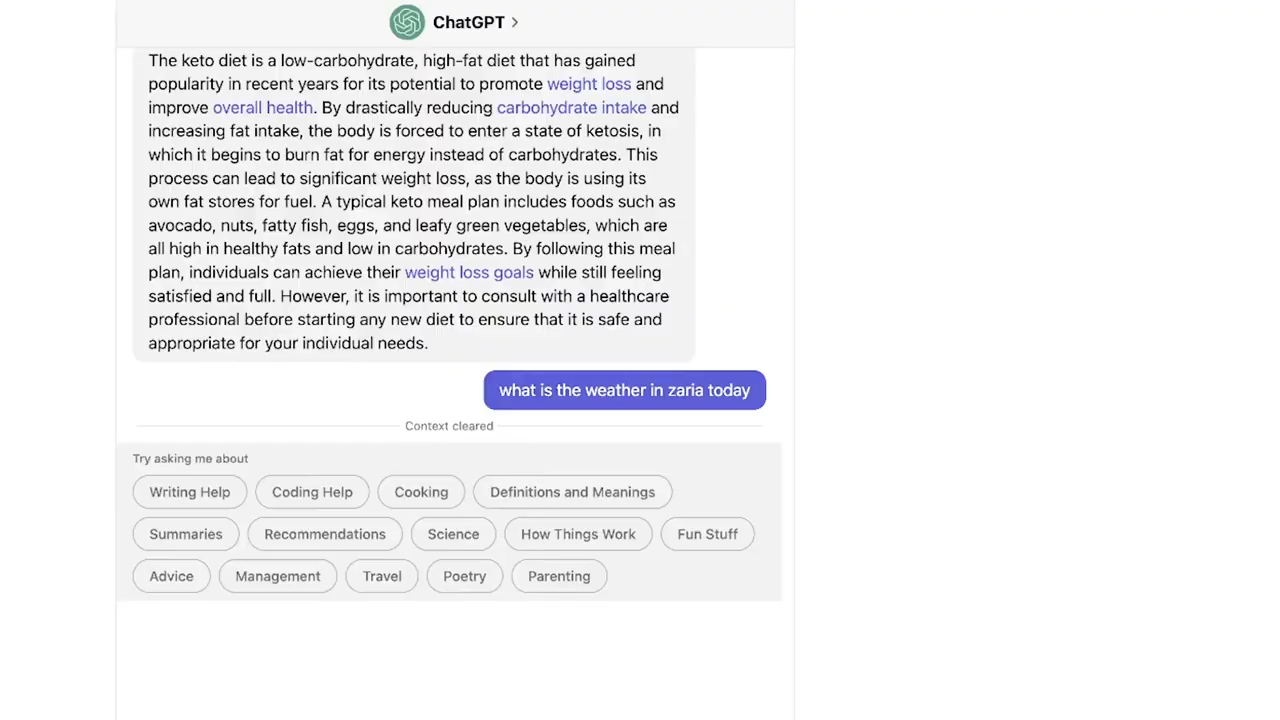 ChatGPT >
The keto diet is a low-carbohydrate, high-fat diet that has gained
popularity in recent years for its potential to promote weight loss and
improve overall health. By drastically reducing carbohydrate intake and
increasing fat intake, the body is forced to enter a state of ketosis, in
which it begins to burn fat for energy instead of carbohydrates. This
process can lead to significant weight loss, as the body is using its
own fat stores for fuel. A typical keto meal plan includes foods such as
avocado, nuts, fatty fish, eggs, and leafy green vegetables, which are
all high in healthy fats and low in carbohydrates. By following this meal
plan, individuals can achieve their weight loss goals while still feeling
satisfied and full. However, it is important to consult with a healthcare
professional before starting any new diet to ensure that it is safe and
appropriate for your individual needs.
what is the weather in zaria today
Context cleared
Try asking me about
Writing Help Coding Help Cooking Definitions and Meanings
Summaries Recommendations Science How Things Work Fun Stuff
Advice Management Travel Poetry Parenting